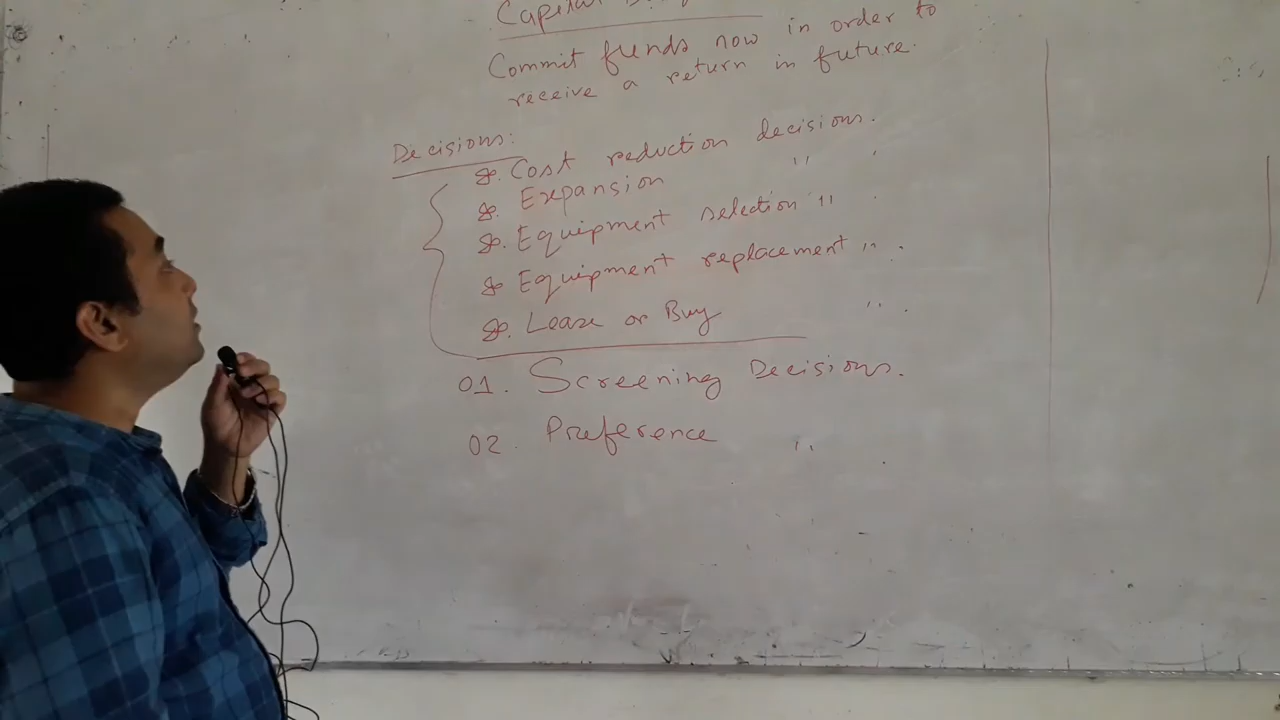 Capital
Commit funds now in order to
receive a return in future.
Decisions:
Cost reduction decisions.
Expansion " .
Equipment selection " .
Equipment replacement " .
Lease or Buy " .
01. Screening Decisions.
02. Preference " .